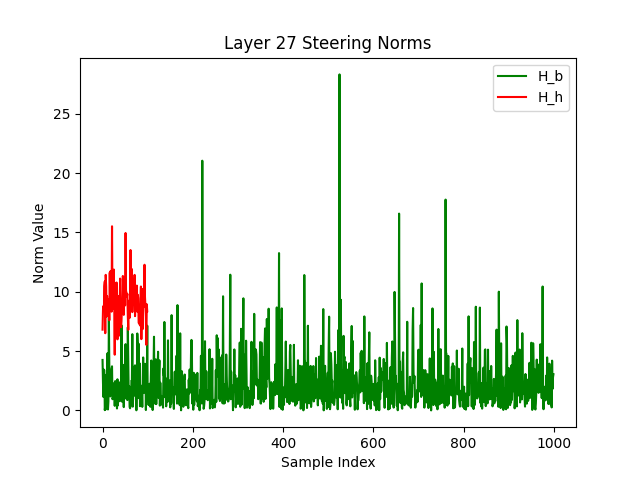 Layer 27 Steering Norms
H_b
H_h
Norm Value
25
20
15
10
5
0
0 200 400 600 800 1000
Sample Index